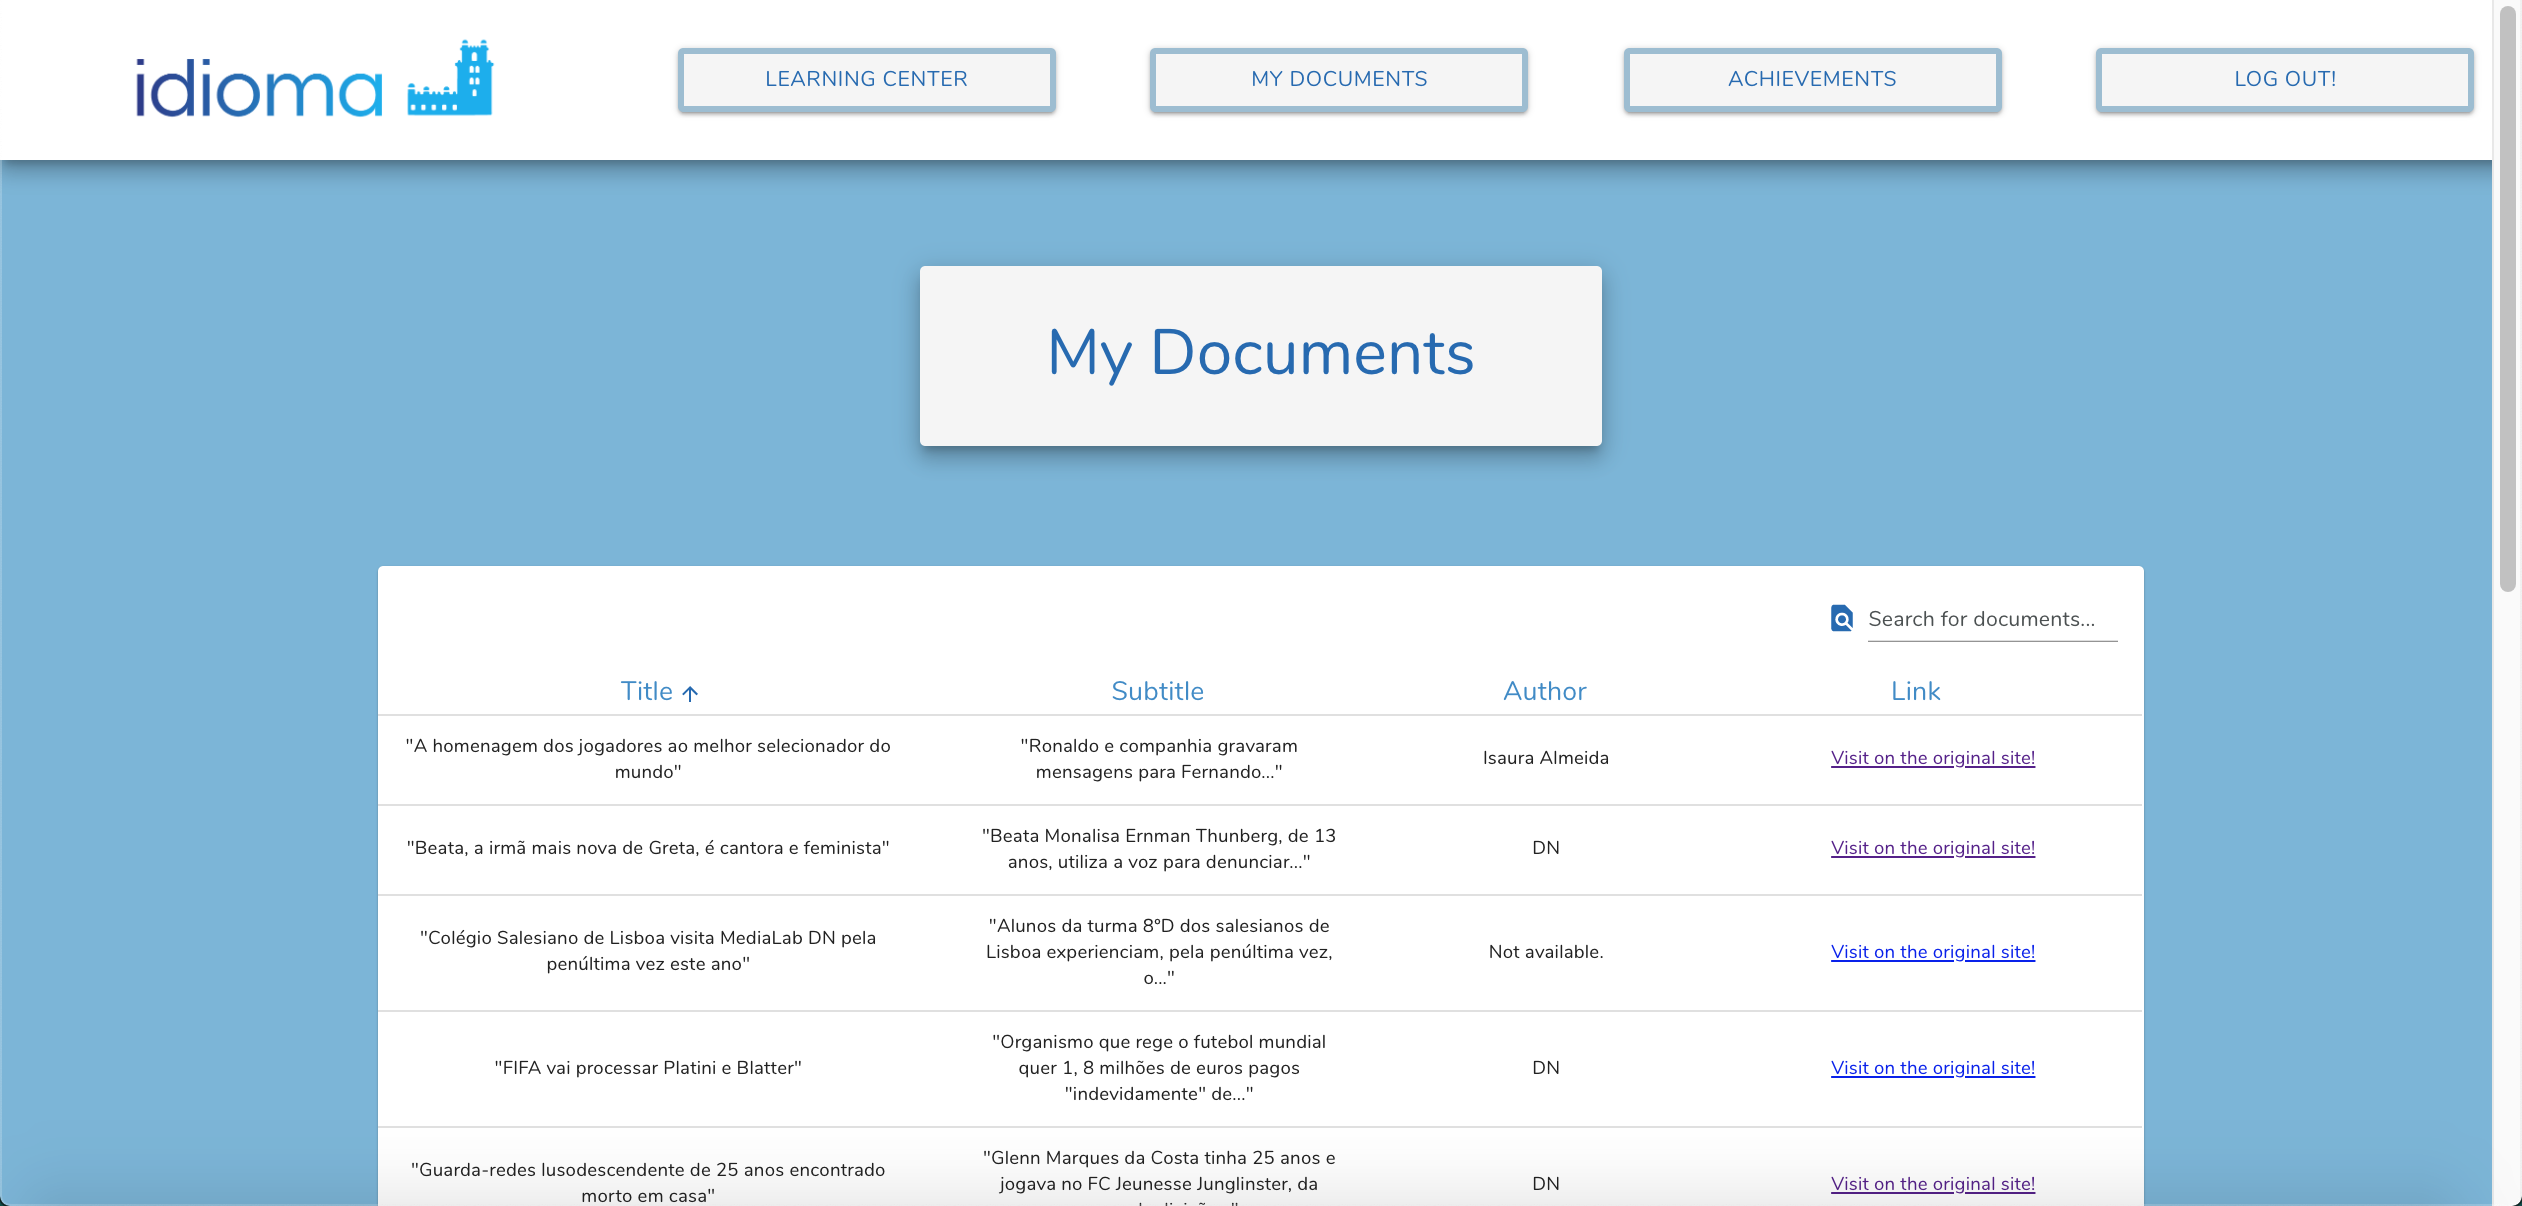 idioma
LEARNING CENTER
MY DOCUMENTS
ACHIEVEMENTS
LOG OUT!
My Documents
Search for documents...
Title
Subtitle
Author
Link
"A homenagem dos jogadores ao melhor selecionador do
mundo"
"Ronaldo e companhia gravaram
mensagens para Fernando..."
Isaura Almeida
Visit on the original site!
"Beata, a irmã mais nova de Greta, é cantora e feminista"
"Beata Monalisa Ernman Thunberg, de 13
anos, utiliza a voz para denunciar..."
DN
Visit on the original site!
"Colégio Salesiano de Lisboa visita MediaLab DN pela
penúltima vez este ano"
"Alunos da turma 8ºD dos salesianos de
Lisboa experienciam, pela penúltima vez,
o..."
Not available.
Visit on the original site!
"FIFA vai processar Platini e Blatter"
"Organismo que rege o futebol mundial
quer 1, 8 milhões de euros pagos
"indevidamente" de..."
DN
Visit on the original site!
"Guarda-redes lusodescendente de 25 anos encontrado
morto em casa"
"Glenn Marques da Costa tinha 25 anos e
jogava no FC Jeunesse Junglinster, da
DN
Visit on the original site!